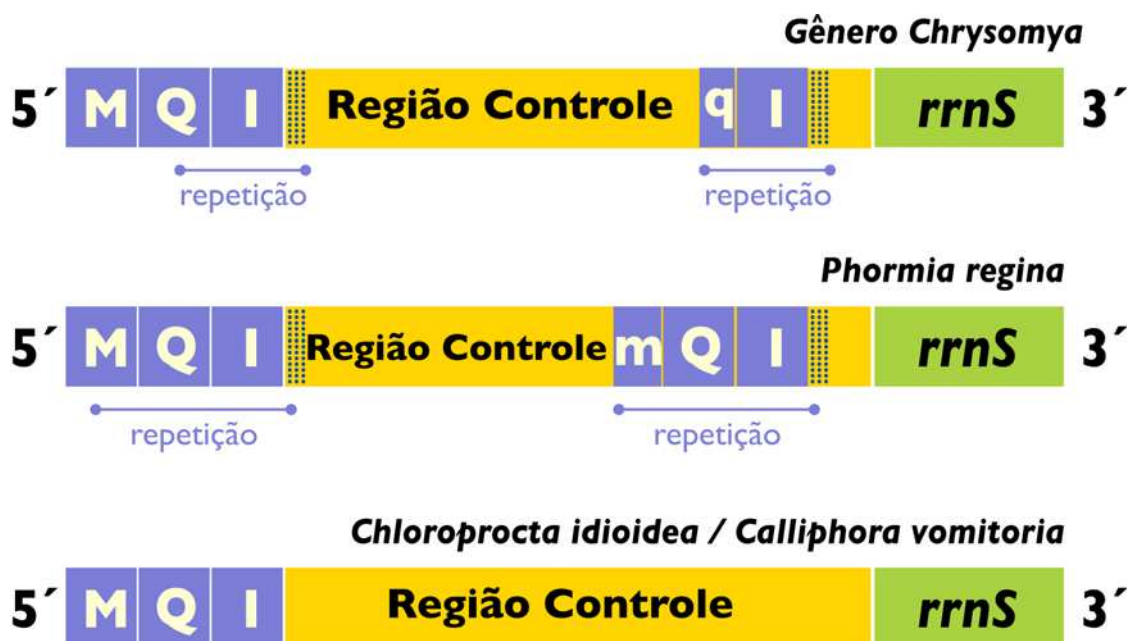 Gênero Chrysomya
5´ M Q I Região Controle q I rrnS 3´
repetição repetição
Phormia regina
5´ M Q I Região Controle m Q I rrnS 3´
repetição repetição
Chloroprocta idioidea / Calliphora vomitoria
5´ M Q I Região Controle rrnS 3´